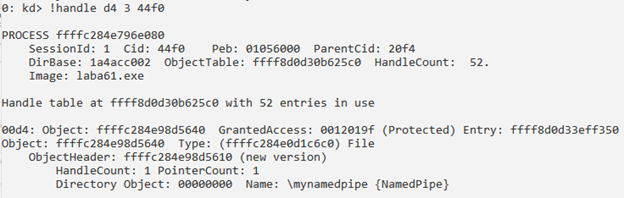 0: kd> !handle d4 3 44f0
PROCESS ffffc284e796e080
SessionId: 1 Cid: 44f0 Peb: 01056000 ParentCid: 20f4
DirBase: 1a4acc002 ObjectTable: ffff8d0d30b625c0 HandleCount: 52.
Image: laba61.exe
Handle table at ffff8d0d30b625c0 with 52 entries in use
00d4: Object: ffffc284e98d5640 GrantedAccess: 0012019f (Protected) Entry: ffff8d0d33eff350
Object: ffffc284e98d5640 Type: (ffffc284e0d1c6c0) File
ObjectHeader: ffffc284e98d5610 (new version)
HandleCount: 1 PointerCount: 1
Directory Object: 00000000 Name: \mynamedpipe {NamedPipe}